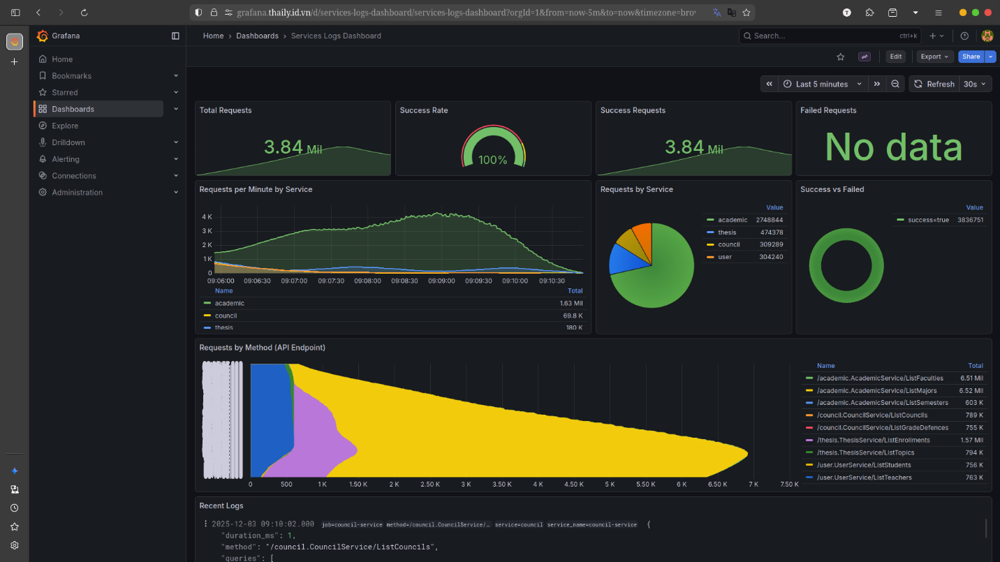 grafana.thaily.id.vn/d/services-logs-dashboard/services-logs-dashboard?orgId=1&from=now-5m&to=now&timezone=brov
T
Grafana
Home
Bookmarks
Starred
Dashboards
Explore
Drilldown
Alerting
Connections
Administration
Home › Dashboards › Services Logs Dashboard
Search... ctrl+k
Edit Export Share
Last 5 minutes Refresh 30s
Total Requests
3.84 Mil
Success Rate
100%
Success Requests
3.84 Mil
Failed Requests
No data
Requests per Minute by Service
4 K
3 K
2 K
1 K
0
09:06:00 09:06:30 09:07:00 09:07:30 09:08:00 09:08:30 09:09:00 09:09:30 09:10:00 09:10:30
Name Total
academic 1.63 Mil
council 69.8 K
thesis 180 K
Requests by Service
Value
academic 2748844
thesis 474378
council 309289
user 304240
Success vs Failed
Value
success=true 3836751
Requests by Method (API Endpoint)
0 500 1 K 1.50 K 2 K 2.50 K 3 K 3.50 K 4 K 4.50 K 5 K 5.50 K 6 K 6.50 K 7 K 7.50 K
Name Total
/academic.AcademicService/ListFaculties 6.51 Mil
/academic.AcademicService/ListMajors 6.52 Mil
/academic.AcademicService/ListSemesters 603 K
/council.CouncilService/ListCouncils 789 K
/council.CouncilService/ListGradeDefences 755 K
/thesis.ThesisService/ListEnrollments 1.57 Mil
/thesis.ThesisService/ListTopics 794 K
/user.UserService/ListStudents 756 K
/user.UserService/ListTeachers 763 K
Recent Logs
2025-12-03 09:10:02.000 job=council-service method=/council.CouncilService/… service=council service_name=council-service {
"duration_ms": 1,
"method": "/council.CouncilService/ListCouncils",
"queries": [